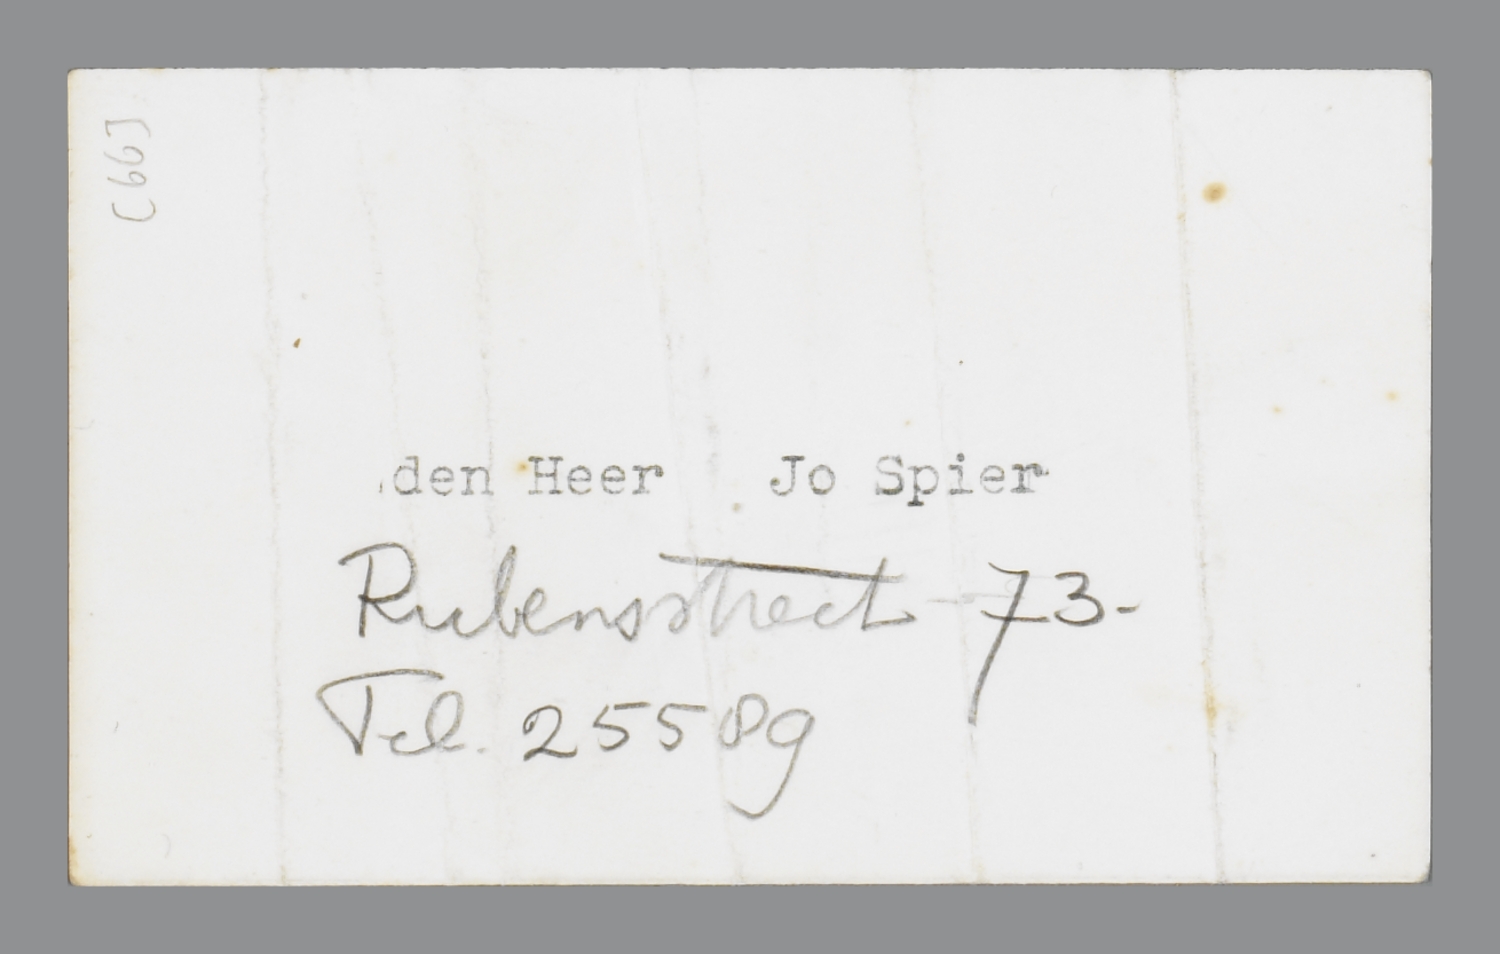 [66]
den Heer Jo Spier
Rubensstraat - 73-
Tel. 25589